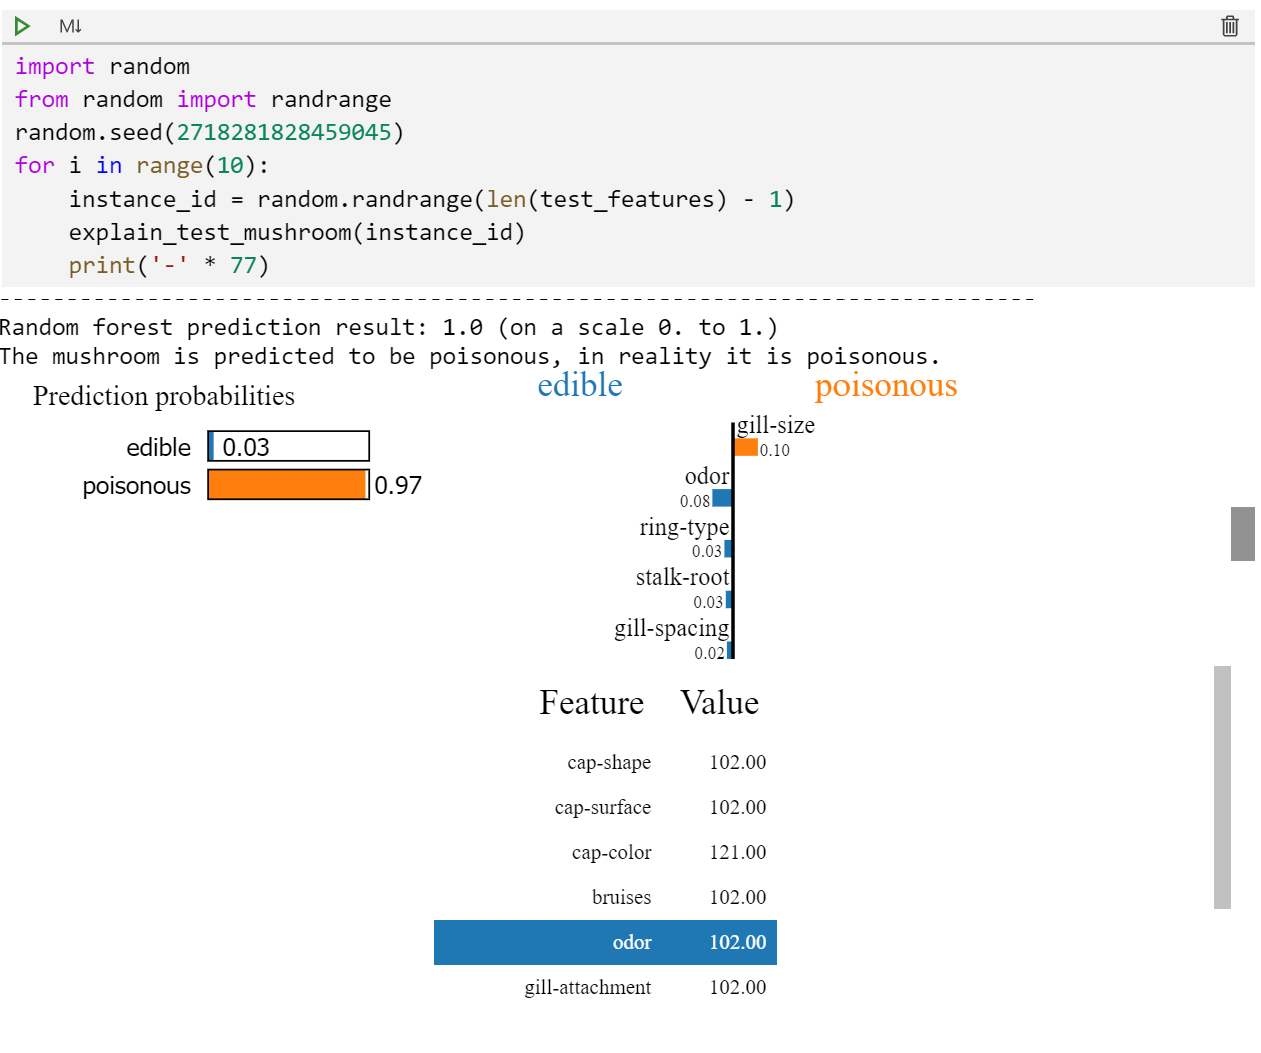 M↓
import random
from random import randrange
random.seed(2718281828459045)
for i in range(10):
    instance_id = random.randrange(len(test_features) - 1)
    explain_test_mushroom(instance_id)
    print('-' * 77)
-----------------------------------------------------------------------------
Random forest prediction result: 1.0 (on a scale 0. to 1.)
The mushroom is predicted to be poisonous, in reality it is poisonous.
Prediction probabilities
edible 0.03
poisonous 0.97
edible poisonous
gill-size
0.10
odor
0.08
ring-type
0.03
stalk-root
0.03
gill-spacing
0.02
Feature Value
cap-shape 102.00
cap-surface 102.00
cap-color 121.00
bruises 102.00
odor 102.00
gill-attachment 102.00